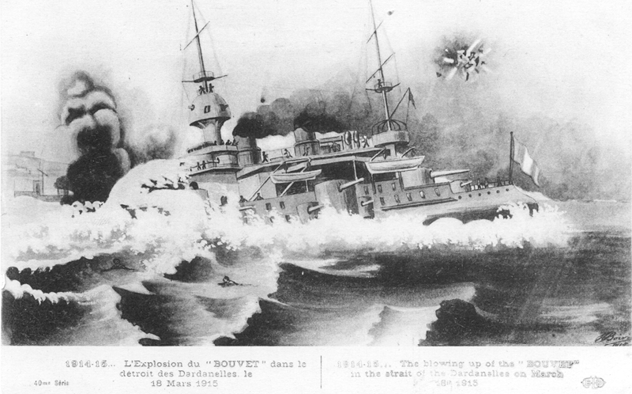 1914-15... L'Explosion du "BOUVET" dans le
détroit des Dardanelles, le
18 Mars 1915
40me Série
1914-15... The blowing up of the "BOUVET"
in the strait of the Dardanelles on March
18 1915